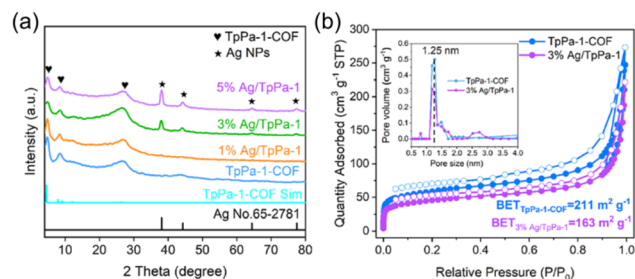 (a)
♥ TpPa-1-COF
★ Ag NPs
5% Ag/TpPa-1
3% Ag/TpPa-1
1% Ag/TpPa-1
TpPa-1-COF
TpPa-1-COF Sim
Ag No.65-2781
Intensity (a.u.)
10 20 30 40 50 60 70 80
2 Theta (degree)
(b)
TpPa-1-COF
3% Ag/TpPa-1
300
250
200
150
100
50
0
Quantity Adsorbed (cm³ g⁻¹ STP)
1.25 nm
TpPa-1-COF
3% Ag/TpPa-1
0.6
0.5
0.4
0.3
0.2
0.1
0.0
Pore volume (cm³ g⁻¹)
0.5 1.0 1.5 2.0 2.5 3.0 3.5 4.0
Pore size (nm)
BET TpPa-1-COF=211 m² g⁻¹
BET 3% Ag/TpPa-1=163 m² g⁻¹
0.0 0.2 0.4 0.6 0.8 1.0
Relative Pressure (P/P₀)